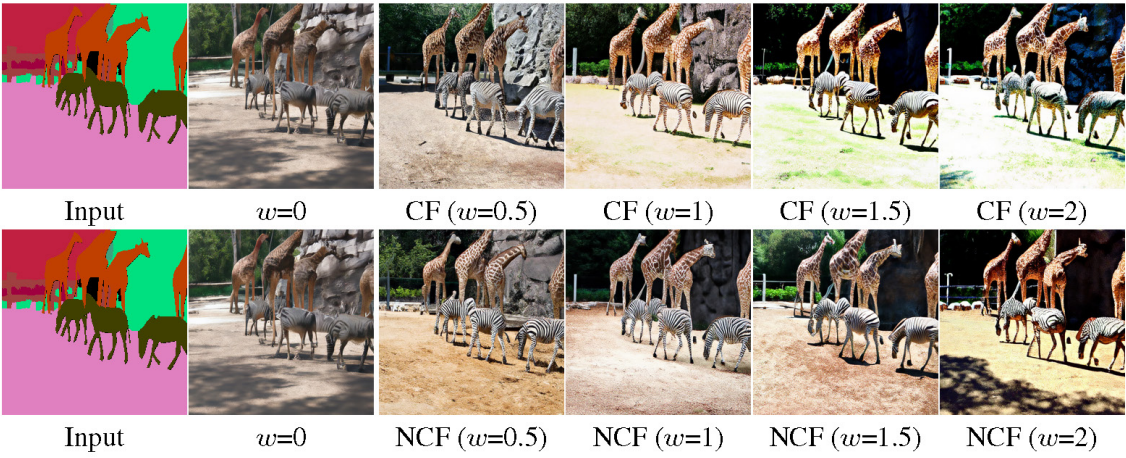 Input w=0 CF (w=0.5) CF (w=1) CF (w=1.5) CF (w=2)
Input w=0 NCF (w=0.5) NCF (w=1) NCF (w=1.5) NCF (w=2)